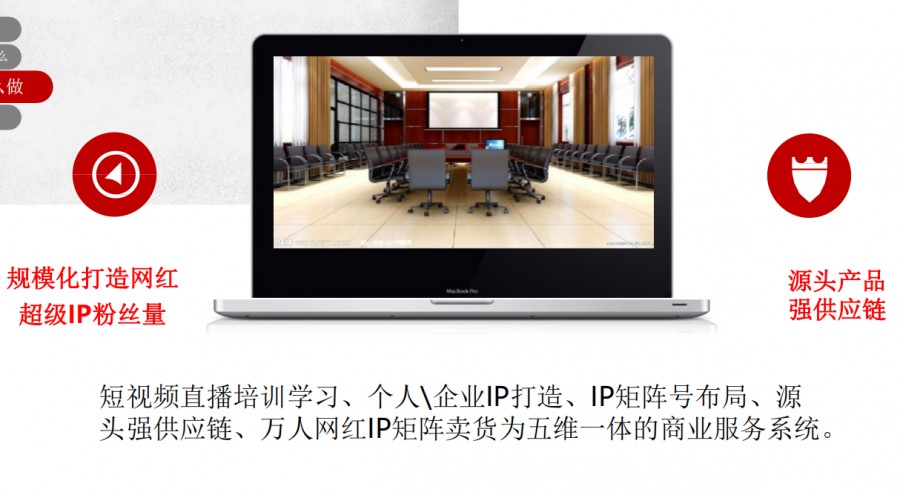 么
么做
规模化打造网红
超级IP粉丝量
MacBook Pro
源头产品
强供应链
短视频直播培训学习、个人\企业IP打造、IP矩阵号布局、源
头强供应链、万人网红IP矩阵卖货为五维一体的商业服务系统。